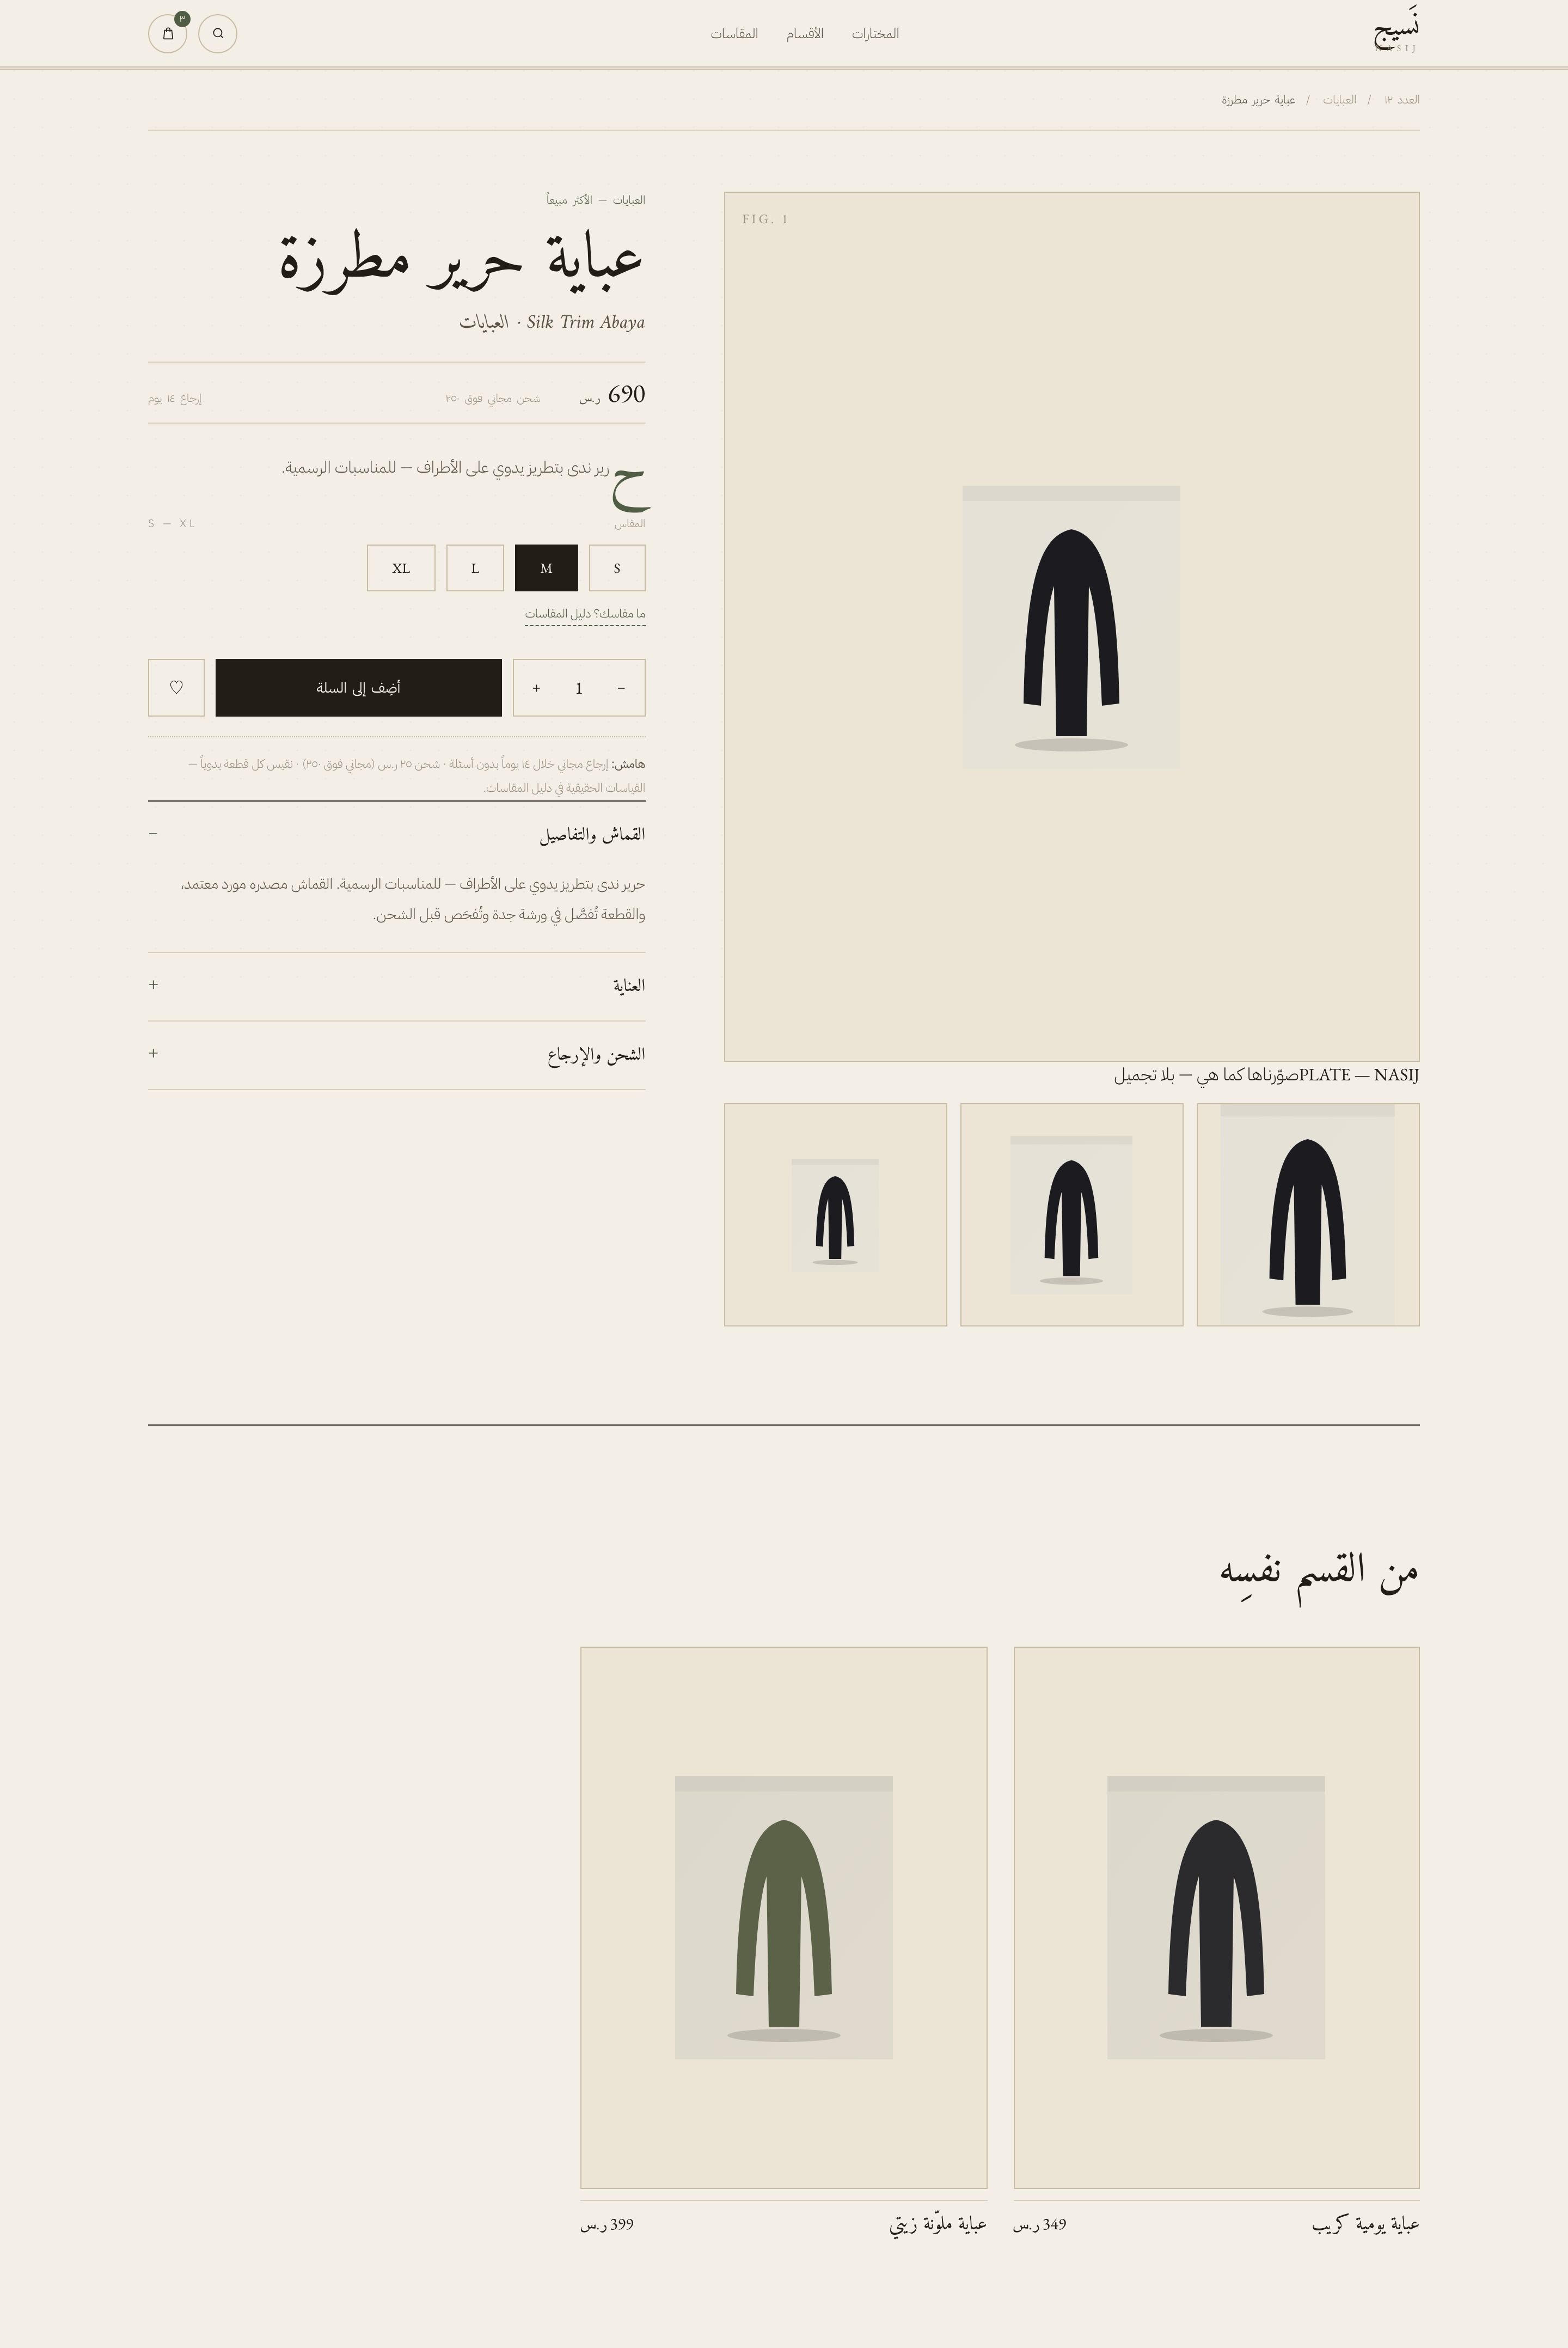 نَسيج
NASIJ
المختارات
الأقسام
المقاسات
٣
العدد ١٢ / العبايات / عباية حرير مطرزة
FIG. 1
PLATE — NASIJصوّرناها كما هي — بلا تجميل
العبايات — الأكثر مبيعاً
عباية حرير مطرزة
Silk Trim Abaya · العبايات
690 ر.س
شحن مجاني فوق ٢٥٠
إرجاع ١٤ يوم
حرير ندى بتطريز يدوي على الأطراف — للمناسبات الرسمية.
المقاس
S — XL
S
M
L
XL
ما مقاسك؟ دليل المقاسات
−
1
+
أضِف إلى السلة
♡
هامش: إرجاع مجاني خلال ١٤ يوماً بدون أسئلة · شحن ٢٥ ر.س (مجاني فوق ٢٥٠) · نقيس كل قطعة يدوياً —
القياسات الحقيقية في دليل المقاسات.
القماش والتفاصيل
−
حرير ندى بتطريز يدوي على الأطراف — للمناسبات الرسمية. القماش مصدره مورد معتمد،
والقطعة تُفصَّل في ورشة جدة وتُفحَص قبل الشحن.
العناية
+
الشحن والإرجاع
+
من القسم نفسِه
عباية يومية كريب
349 ر.س
عباية ملوّنة زيتي
399 ر.س